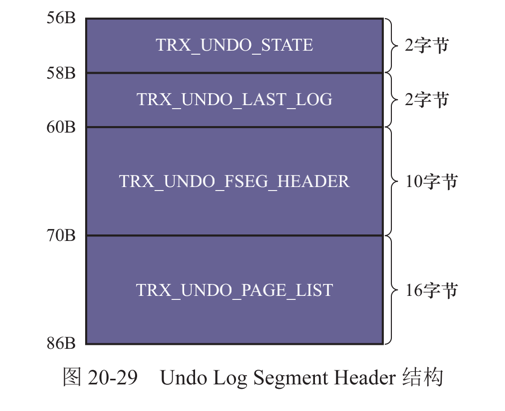 56B
TRX_UNDO_STATE
2字节
58B
TRX_UNDO_LAST_LOG
2字节
60B
TRX_UNDO_FSEG_HEADER
10字节
70B
TRX_UNDO_PAGE_LIST
16字节
86B
图 20-29 Undo Log Segment Header 结构